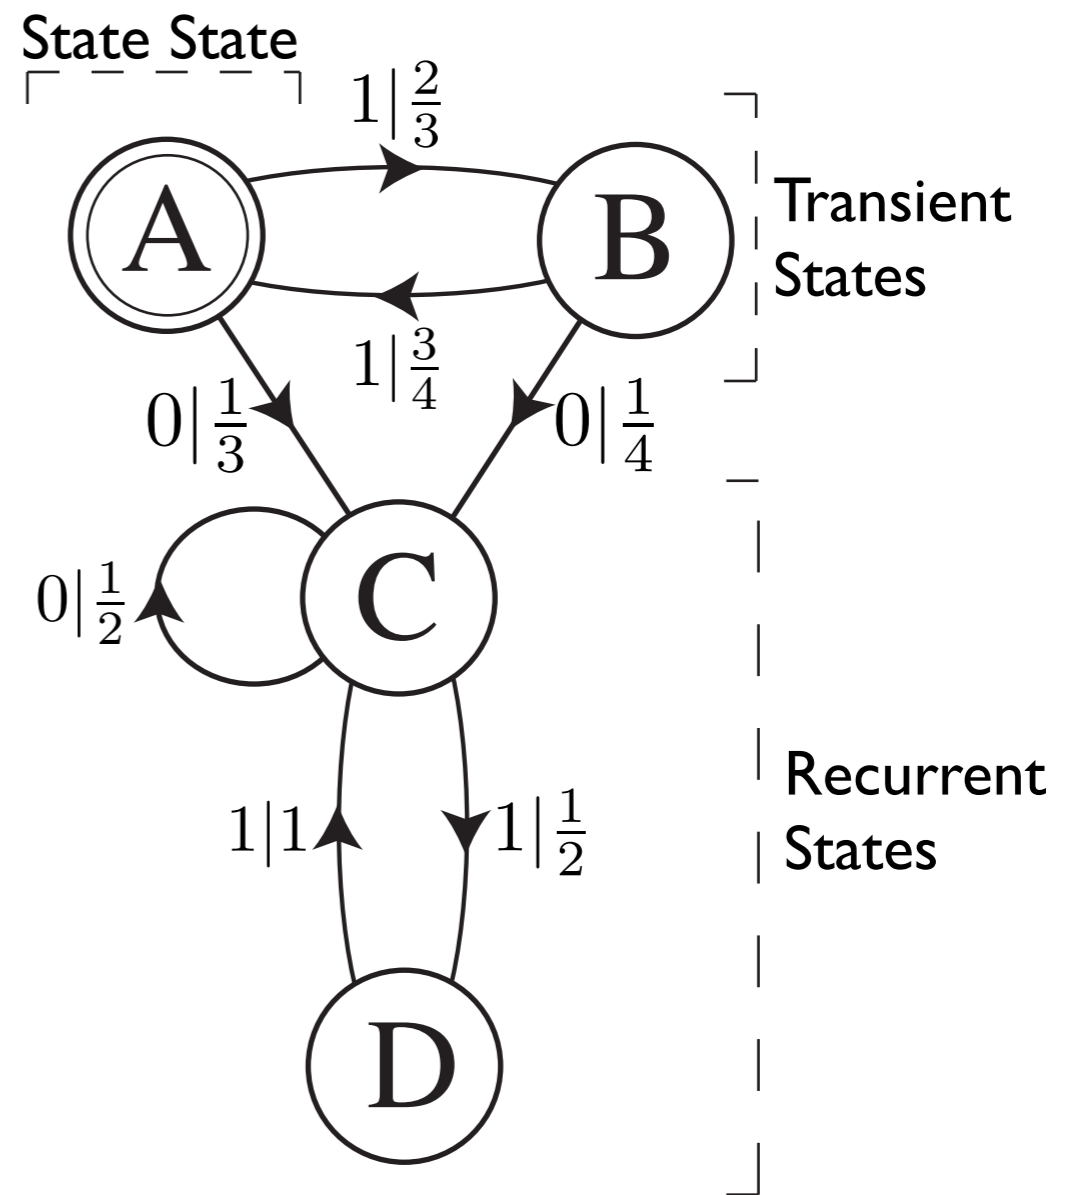 State State
1|2/3
A
B
Transient
States
1|3/4
0|1/3
0|1/4
C
0|1/2
Recurrent
States
1|1
1|1/2
D